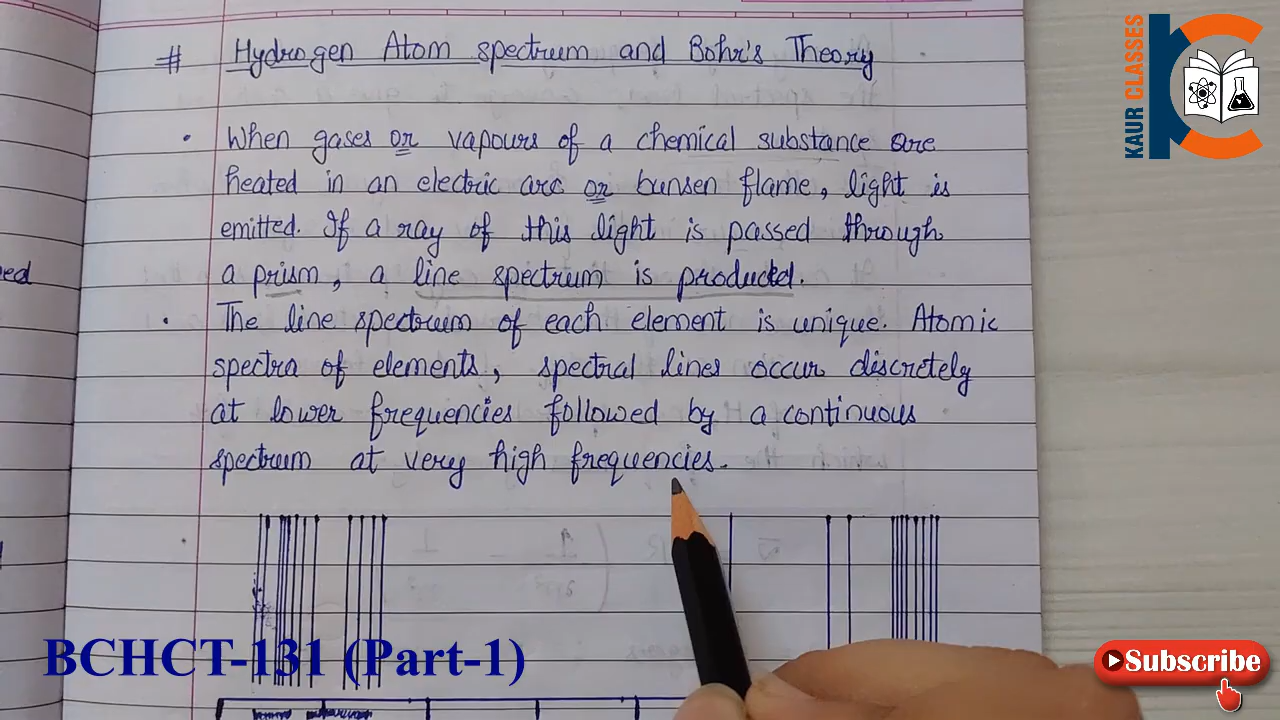 # Hydrogen Atom spectrum and Bohr's Theory
KAUR CLASSES
• When gases or vapours of a chemical substance are
heated in an electric arc or bunsen flame, light is
emitted. If a ray of this light is passed through
a prism, a line spectrum is produced.
• The line spectrum of each element is unique. Atomic
spectra of elements, spectral lines occur discretely
at lower frequencies followed by a continuous
spectrum at very high frequencies.
BCHCT-131 (Part-1)
Subscribe